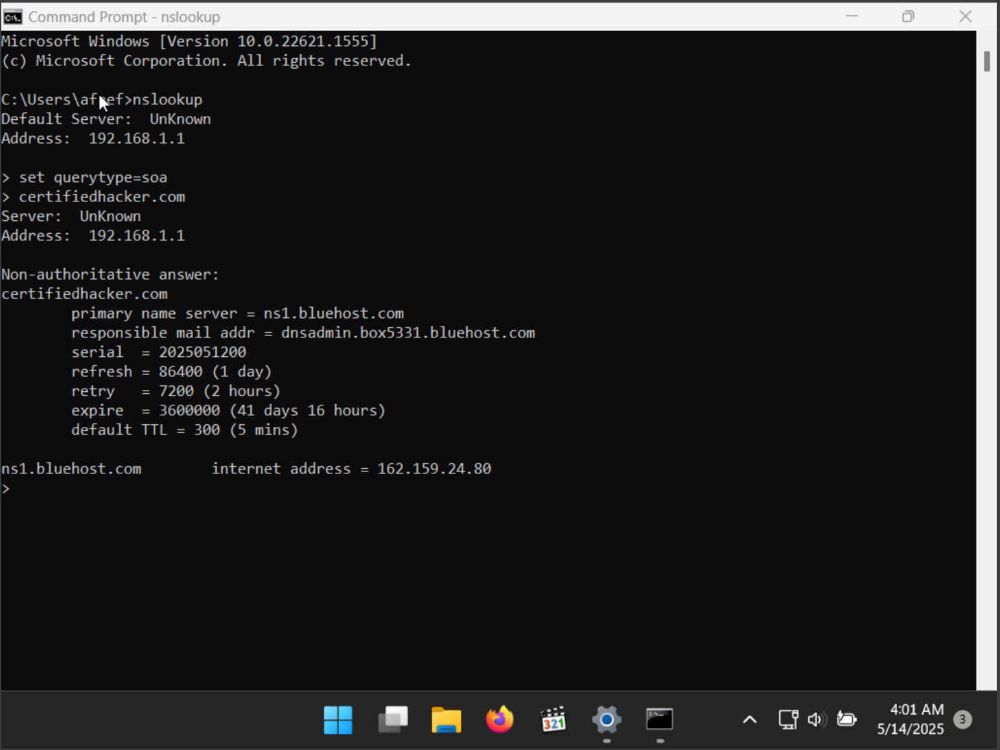 Command Prompt - nslookup
Microsoft Windows [Version 10.0.22621.1555]
(c) Microsoft Corporation. All rights reserved.
C:\Users\afreef>nslookup
Default Server:  UnKnown
Address:  192.168.1.1
> set querytype=soa
> certifiedhacker.com
Server:  UnKnown
Address:  192.168.1.1
Non-authoritative answer:
certifiedhacker.com
        primary name server = ns1.bluehost.com
        responsible mail addr = dnsadmin.box5331.bluehost.com
        serial  = 2025051200
        refresh = 86400 (1 day)
        retry   = 7200 (2 hours)
        expire  = 3600000 (41 days 16 hours)
        default TTL = 300 (5 mins)
ns1.bluehost.com        internet address = 162.159.24.80
>
321
4:01 AM
5/14/2025
3